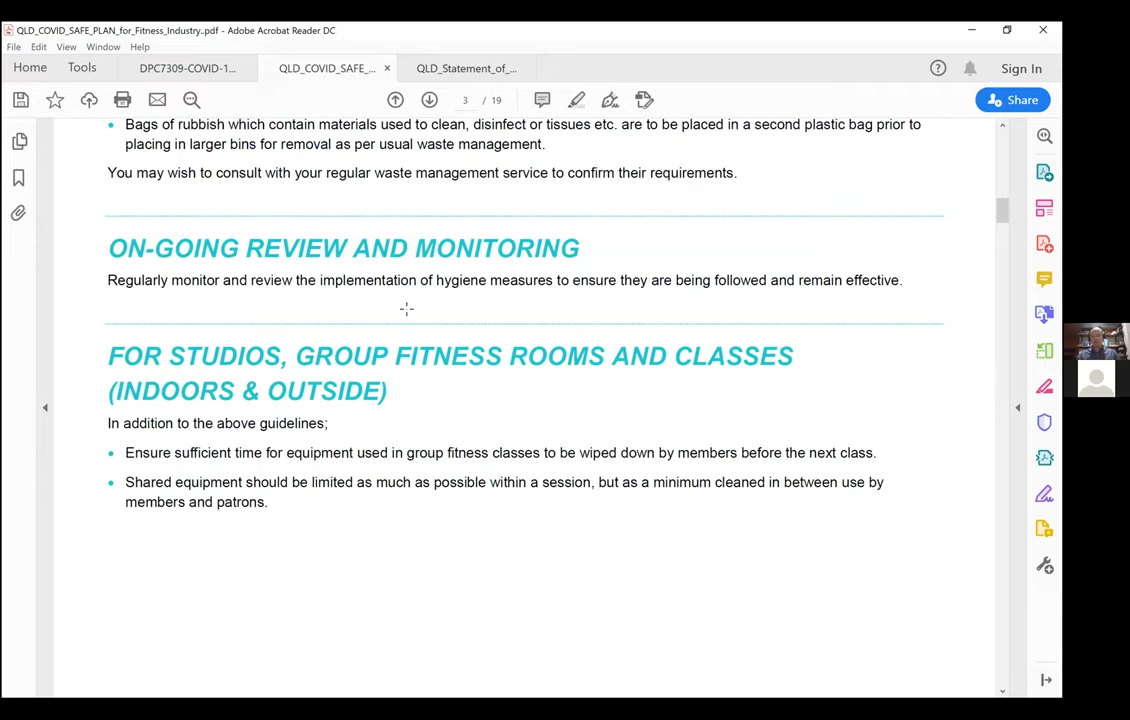 QLD_COVID_SAFE_PLAN_for_Fitness_Industry..pdf - Adobe Acrobat Reader DC
File Edit View Window Help
Home Tools DPC7309-COVID-1... QLD_COVID_SAFE_... × QLD_Statement_of_... Sign In
3 / 19 Share
• Bags of rubbish which contain materials used to clean, disinfect or tissues etc. are to be placed in a second plastic bag prior to
placing in larger bins for removal as per usual waste management.
You may wish to consult with your regular waste management service to confirm their requirements.
ON-GOING REVIEW AND MONITORING
Regularly monitor and review the implementation of hygiene measures to ensure they are being followed and remain effective.
FOR STUDIOS, GROUP FITNESS ROOMS AND CLASSES
(INDOORS & OUTSIDE)
In addition to the above guidelines;
• Ensure sufficient time for equipment used in group fitness classes to be wiped down by members before the next class.
• Shared equipment should be limited as much as possible within a session, but as a minimum cleaned in between use by
members and patrons.